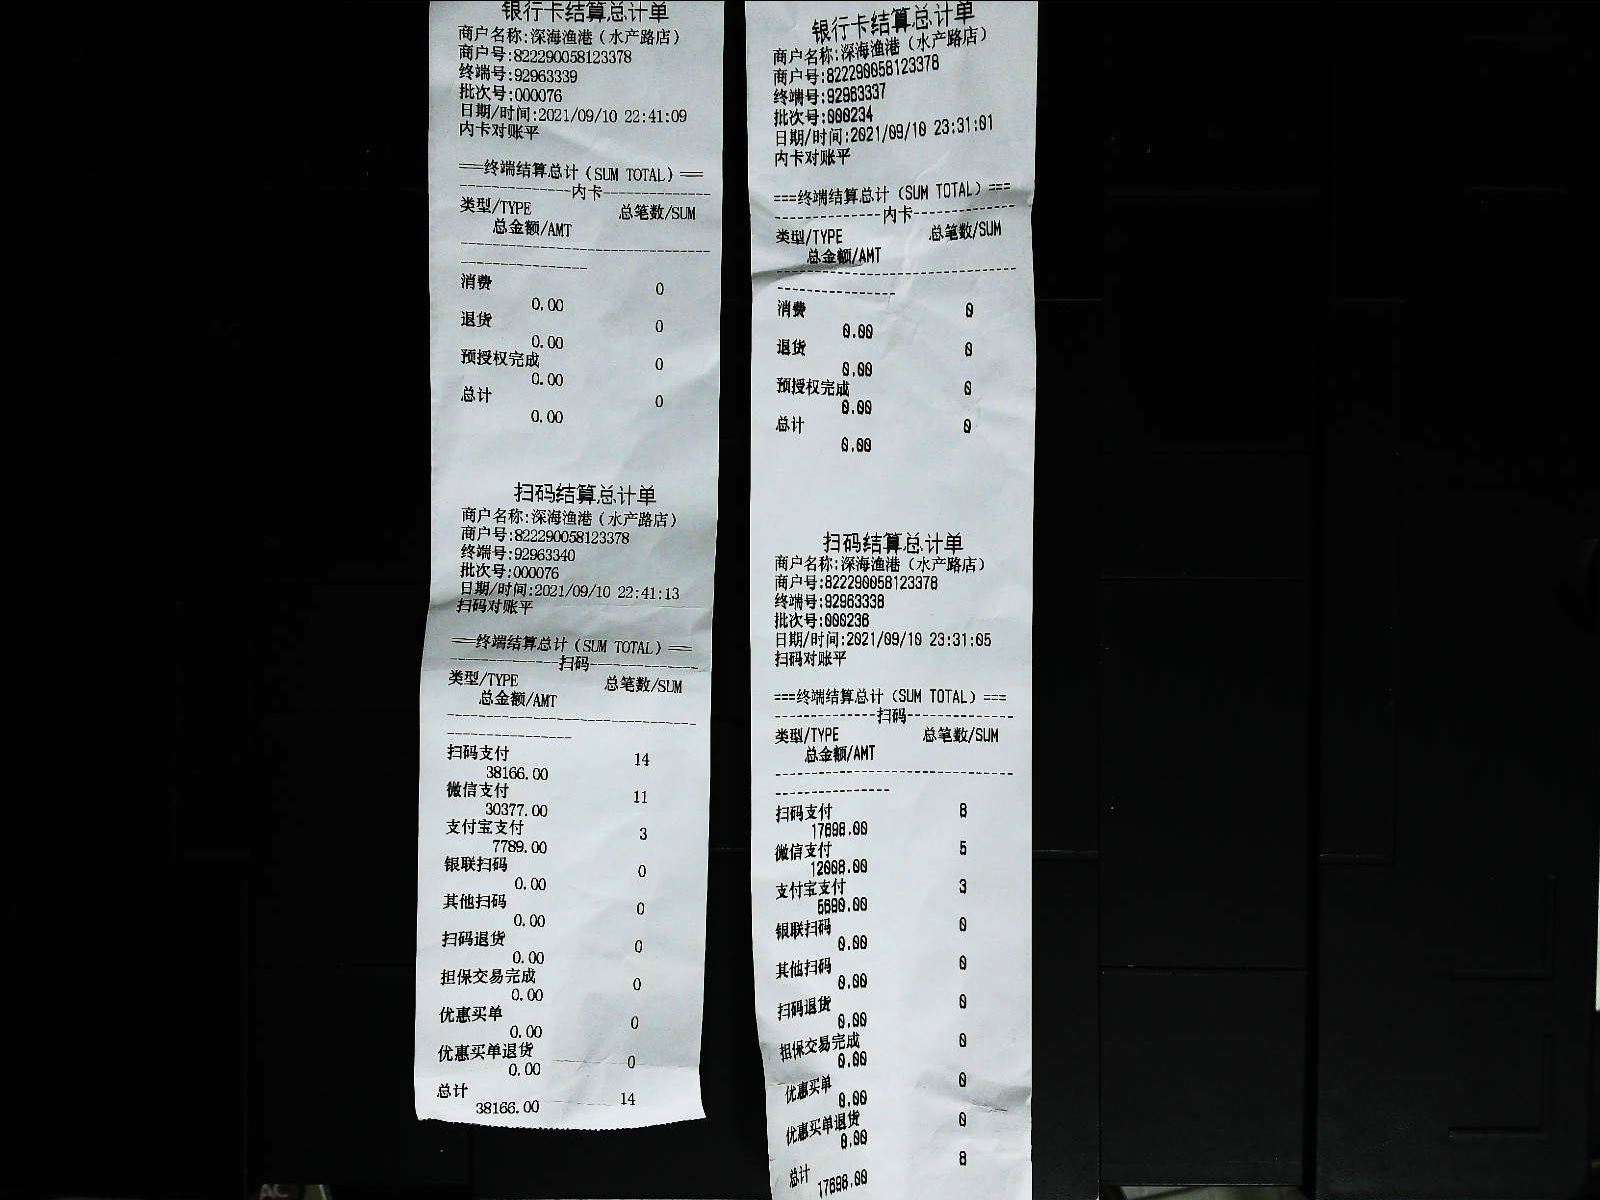 银行卡结算总计单
商户名称:深海渔港（水产路店）
商户号:822290058123378
终端号:92963339
批次号:000076
日期/时间:2021/09/10 22:41:09
内卡对账平
===终端结算总计（SUM TOTAL）===
----------------内卡----------------
类型/TYPE 总笔数/SUM
总金额/AMT
消费 0
0.00
退货 0
0.00
预授权完成 0
0.00
总计 0
0.00
扫码结算总计单
商户名称:深海渔港（水产路店）
商户号:822290058123378
终端号:92963340
批次号:000076
日期/时间:2021/09/10 22:41:13
扫码对账平
===终端结算总计（SUM TOTAL）===
----------------扫码----------------
类型/TYPE 总笔数/SUM
总金额/AMT
扫码支付 14
38166.00
微信支付 11
30377.00
支付宝支付 3
7789.00
银联扫码 0
0.00
其他扫码 0
0.00
扫码退货 0
0.00
担保交易完成 0
0.00
优惠买单 0
0.00
优惠买单退货 0
0.00
总计 14
38166.00
银行卡结算总计单
商户名称:深海渔港（水产路店）
商户号:822290058123378
终端号:92963337
批次号:000234
日期/时间:2021/09/10 23:31:01
内卡对账平
===终端结算总计（SUM TOTAL）===
----------------内卡----------------
类型/TYPE 总笔数/SUM
总金额/AMT
消费 0
0.00
退货 0
0.00
预授权完成 0
0.00
总计 0
0.00
扫码结算总计单
商户名称:深海渔港（水产路店）
商户号:822290058123378
终端号:92963338
批次号:000236
日期/时间:2021/09/10 23:31:05
扫码对账平
===终端结算总计（SUM TOTAL）===
----------------扫码----------------
类型/TYPE 总笔数/SUM
总金额/AMT
扫码支付 8
17698.00
微信支付 5
12008.00
支付宝支付 3
5690.00
银联扫码 0
0.00
其他扫码 0
0.00
扫码退货 0
0.00
担保交易完成 0
0.00
优惠买单 0
0.00
优惠买单退货 0
0.00
总计 8
17698.00